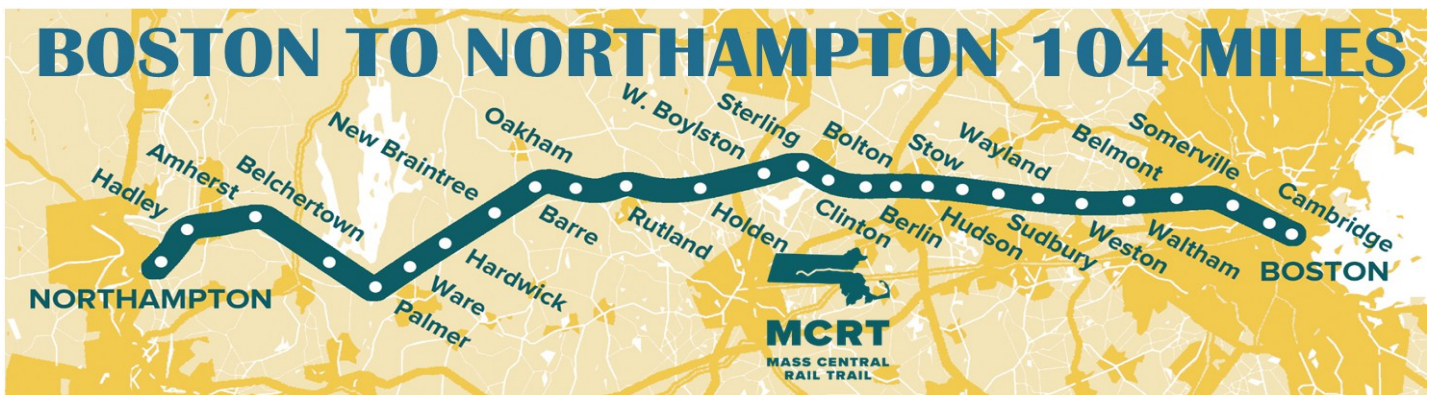 BOSTON TO NORTHAMPTON 104 MILES
NORTHAMPTON
Hadley
Amherst
Belchertown
Palmer
Ware
Hardwick
New Braintree
Barre
Oakham
Rutland
Holden
W. Boylston
Sterling
Clinton
Bolton
Berlin
Hudson
Stow
Sudbury
Wayland
Weston
Waltham
Belmont
Somerville
Cambridge
BOSTON
MCRT
MASS CENTRAL
RAIL TRAIL